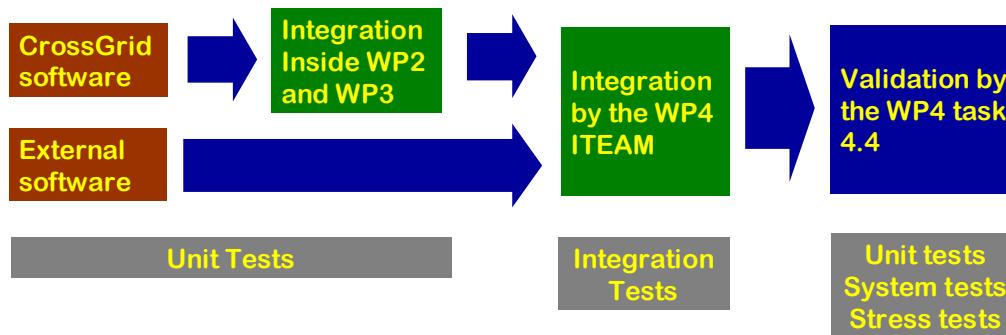 CrossGrid
software
Integration
Inside WP2
and WP3
Integration
by the WP4
ITEAM
Validation by
the WP4 task
4.4
External
software
Unit Tests
Integration
Tests
Unit tests
System tests
Stress tests